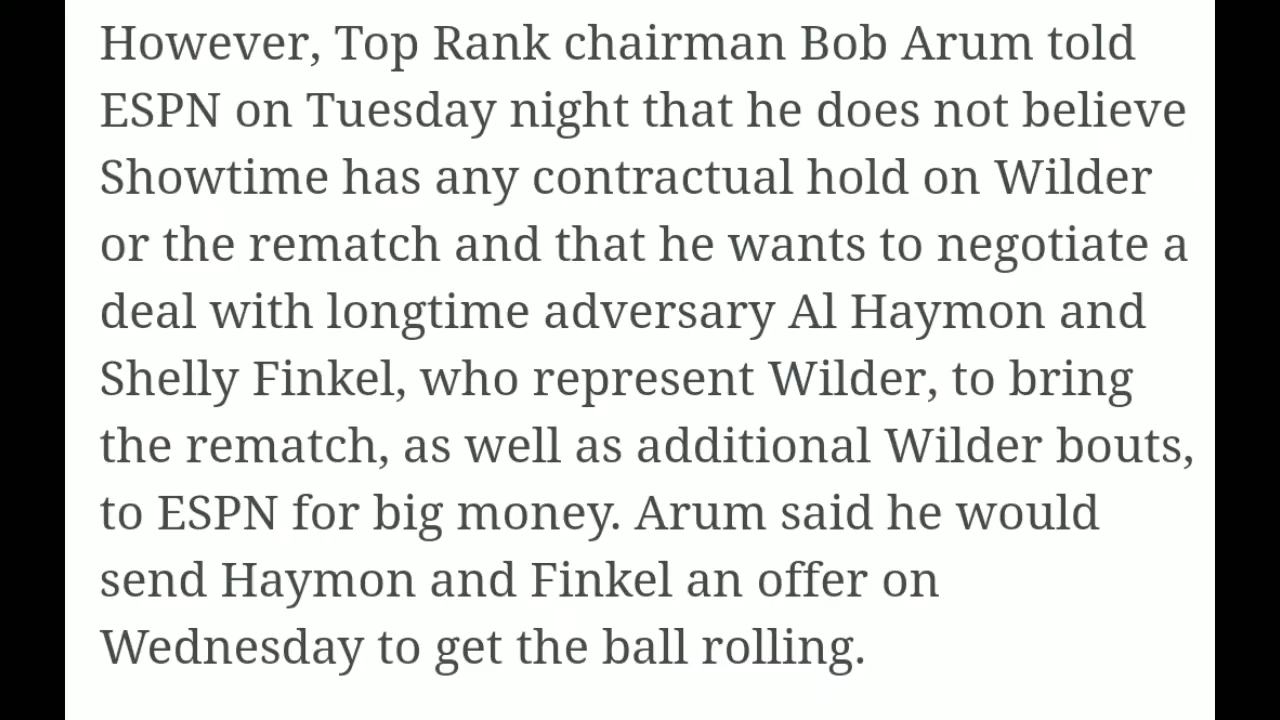 However, Top Rank chairman Bob Arum told
ESPN on Tuesday night that he does not believe
Showtime has any contractual hold on Wilder
or the rematch and that he wants to negotiate a
deal with longtime adversary Al Haymon and
Shelly Finkel, who represent Wilder, to bring
the rematch, as well as additional Wilder bouts,
to ESPN for big money. Arum said he would
send Haymon and Finkel an offer on
Wednesday to get the ball rolling.